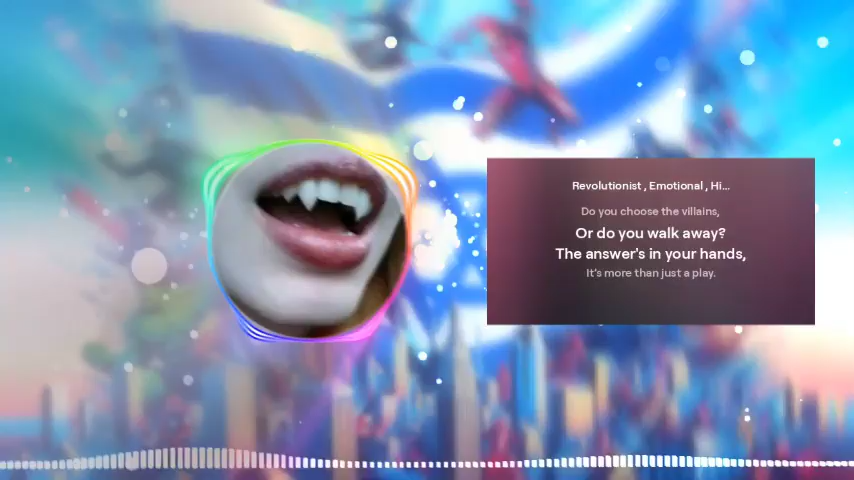 Revolutionist , Emotional , Hi...
Do you choose the villains,
Or do you walk away?
The answer's in your hands,
It's more than just a play.